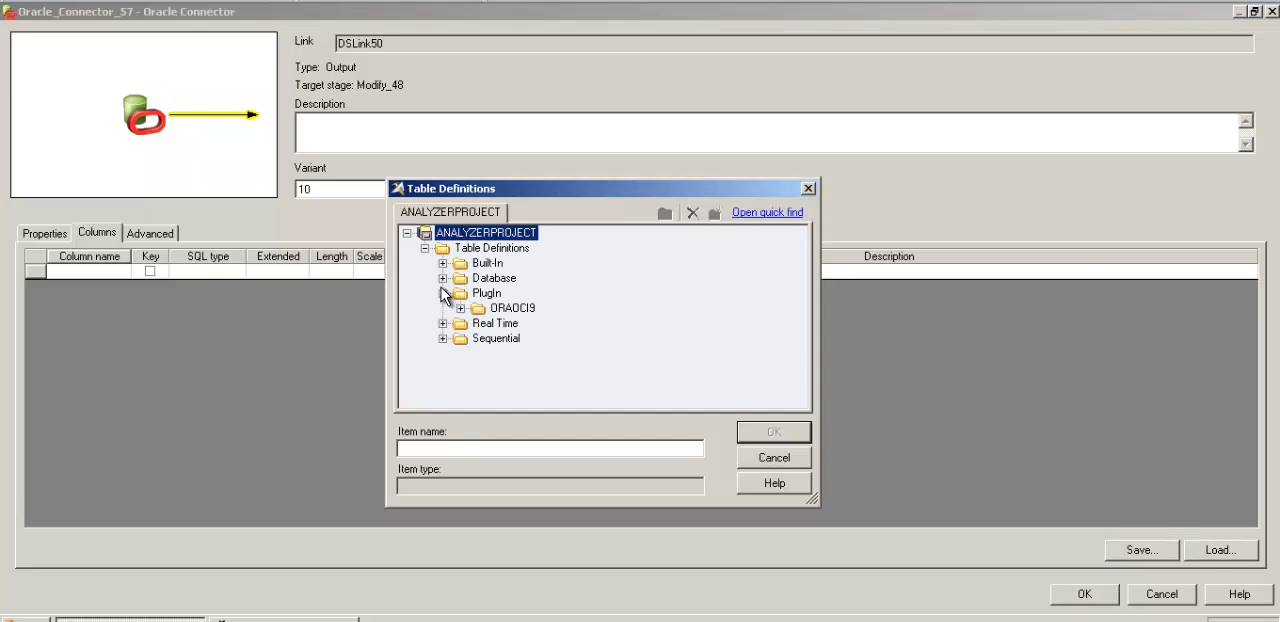 Oracle_Connector_57 - Oracle Connector
Link DSLink50
Type: Output
Target stage: Modify_48
Description
Variant
10
Table Definitions
ANALYZERPROJECT
Open quick find
Properties Columns Advanced
ANALYZERPROJECT
Table Definitions
Built-In
Database
PlugIn
ORAOCI9
Real Time
Sequential
Column name Key SQL type Extended Length Scale Description
Item name:
OK
Cancel
Item type:
Help
Save... Load...
OK Cancel Help